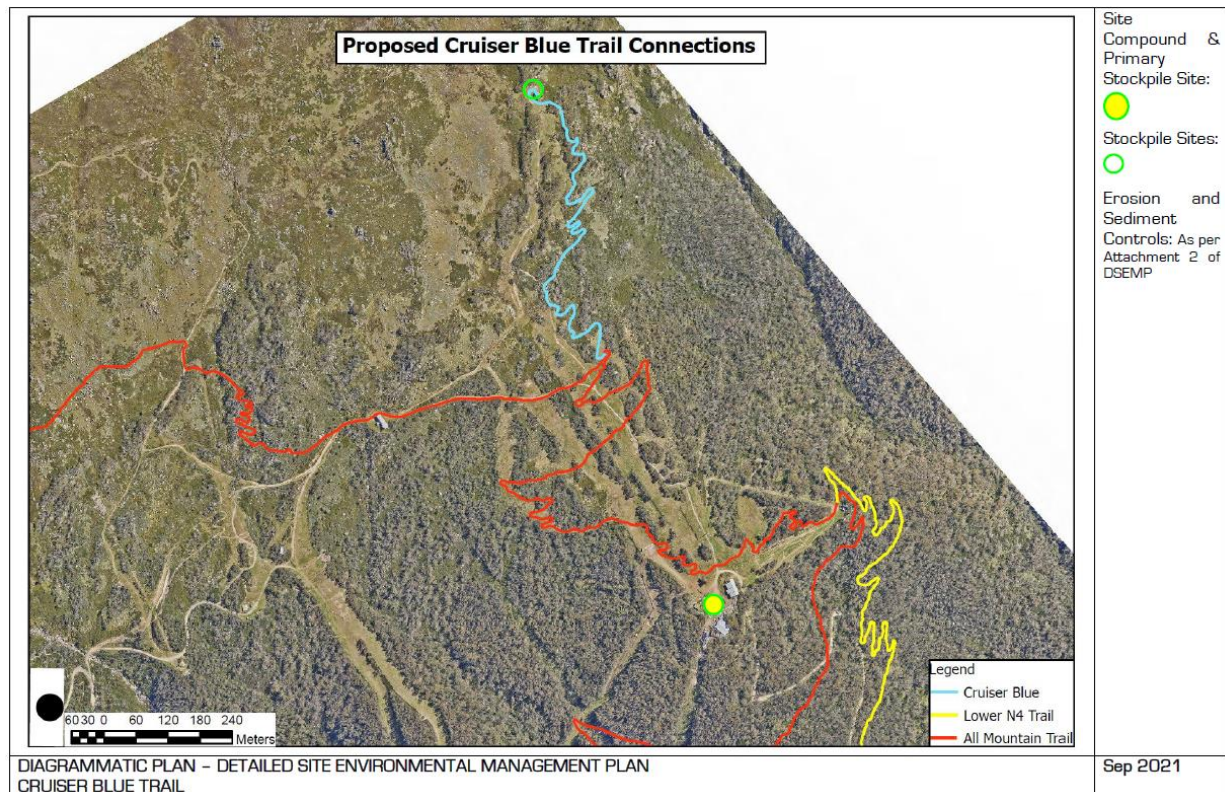 Proposed Cruiser Blue Trail Connections
Site
Compound &
Primary
Stockpile Site:
Stockpile Sites:
Erosion and
Sediment
Controls: As per
Attachment 2 of
DSEMP
Legend
Cruiser Blue
Lower N4 Trail
All Mountain Trail
60 30 0 60 120 180 240
Meters
DIAGRAMMATIC PLAN – DETAILED SITE ENVIRONMENTAL MANAGEMENT PLAN
CRUISER BLUE TRAIL
Sep 2021